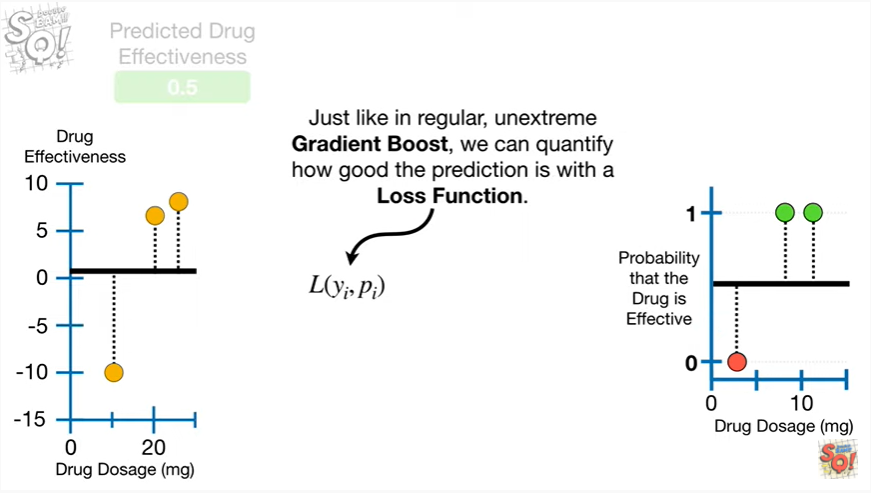 Predicted Drug
Effectiveness
0.5
Just like in regular, unextreme
Gradient Boost, we can quantify
how good the prediction is with a
Loss Function.
L(yᵢ, pᵢ)
Drug
Effectiveness
10
5
0
-5
-10
-15
0
20
Drug Dosage (mg)
Probability
that the
Drug is
Effective
1
0
0
10
Drug Dosage (mg)
SQ!